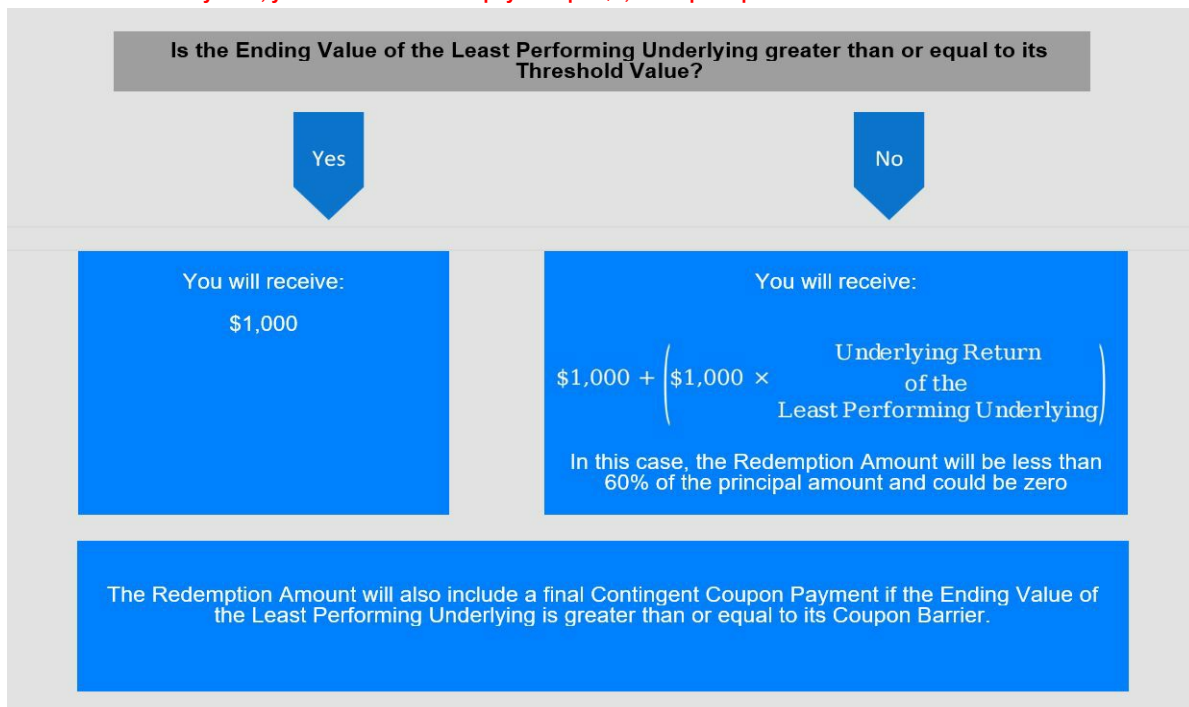 Is the Ending Value of the Least Performing Underlying greater than or equal to its
Threshold Value?
Yes
No
You will receive:
$1,000
You will receive:
$1,000 + ($1,000 × Underlying Return
of the
Least Performing Underlying)
In this case, the Redemption Amount will be less than
60% of the principal amount and could be zero
The Redemption Amount will also include a final Contingent Coupon Payment if the Ending Value of
the Least Performing Underlying is greater than or equal to its Coupon Barrier.